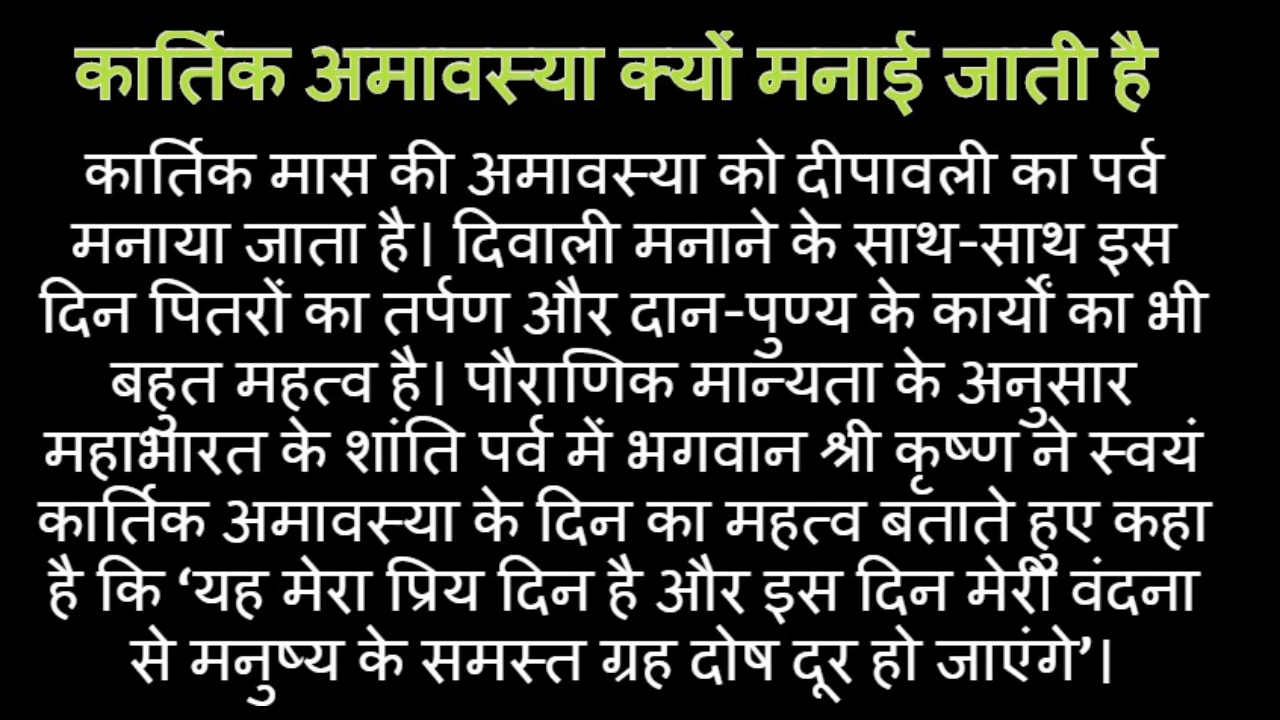 कार्तिक अमावस्या क्यों मनाई जाती है
कार्तिक मास की अमावस्या को दीपावली का पर्व
मनाया जाता है। दिवाली मनाने के साथ-साथ इस
दिन पितरों का तर्पण और दान-पुण्य के कार्यों का भी
बहुत महत्व है। पौराणिक मान्यता के अनुसार
महाभारत के शांति पर्व में भगवान श्री कृष्ण ने स्वयं
कार्तिक अमावस्या के दिन का महत्व बताते हुए कहा
है कि ‘यह मेरा प्रिय दिन है और इस दिन मेरी वंदना
से मनुष्य के समस्त ग्रह दोष दूर हो जाएंगे’।